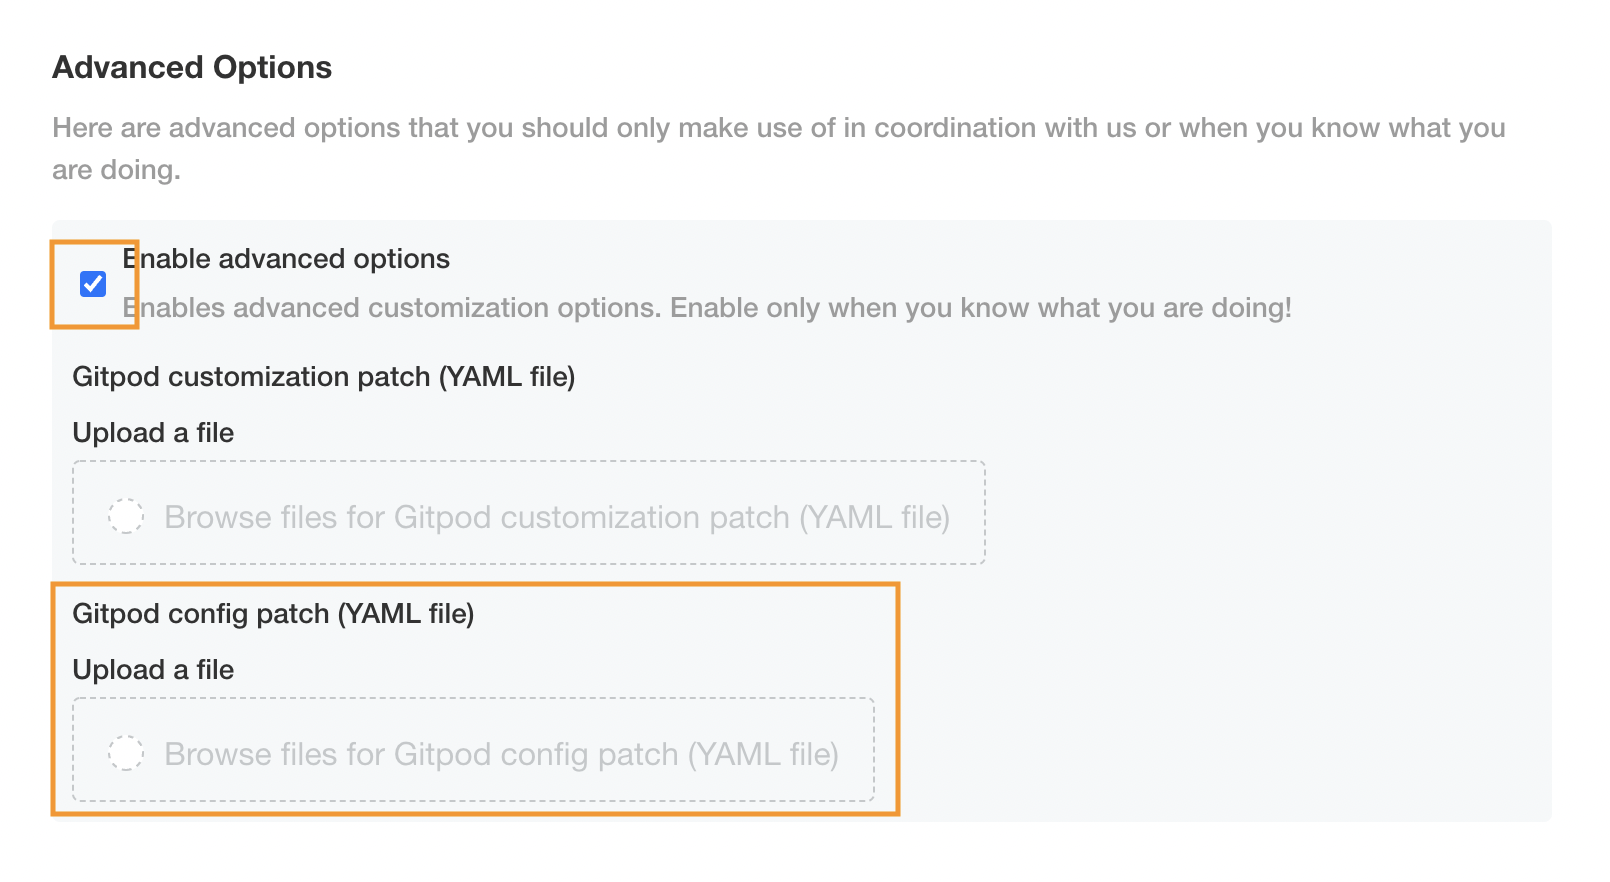 Advanced Options
Here are advanced options that you should only make use of in coordination with us or when you know what you
are doing.
Enable advanced options
Enables advanced customization options. Enable only when you know what you are doing!
Gitpod customization patch (YAML file)
Upload a file
Browse files for Gitpod customization patch (YAML file)
Gitpod config patch (YAML file)
Upload a file
Browse files for Gitpod config patch (YAML file)